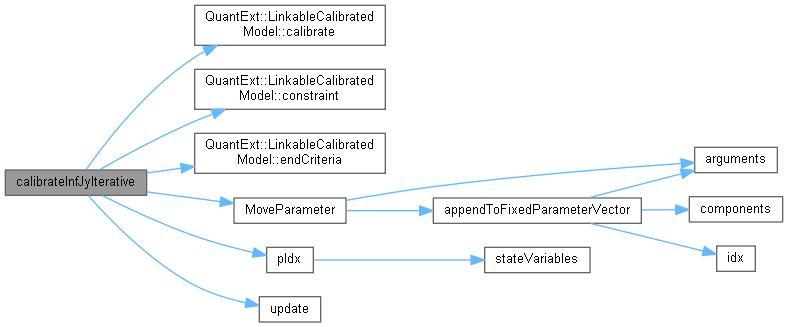 QuantExt::LinkableCalibrated
Model::calibrate
QuantExt::LinkableCalibrated
Model::constraint
QuantExt::LinkableCalibrated
Model::endCriteria
calibrateInfJyIterative
MoveParameter
appendToFixedParameterVector
arguments
components
idx
pIdx
stateVariables
update